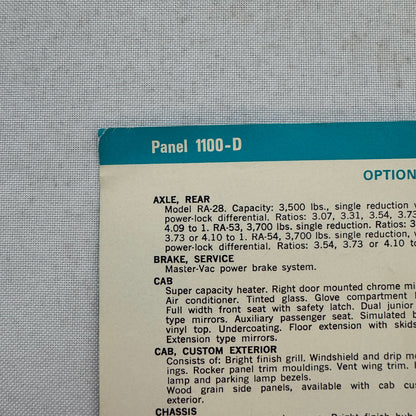 Panel 1100-D
OPTION
AXLE, REAR
Model RA-28. Capacity: 3,500 lbs., single reduction
power-lock differential. Ratios: 3.07, 3.31, 3.54, 3.73
4.09 to 1. RA-53, 3,700 lbs., single reduction. Ratios: 3.
3.73 or 4.10 to 1. RA-54, 3,700 lbs., single reduction, w
differential. Ratios: 3.54, 3.73 or 4.10 to
BRAKE, SERVICE
Master-Vac power brake system.
CAB
Super capacity heater. Right door mounted chrome mi
Air conditioner. Tinted glass. Glove compartment
Full width front seat with safety latch. Dual junior
type mirrors. Auxiliary passenger seat. Simulated
vinyl top. Undercoating. Floor extension with skids
Extension type mirrors.
CAB, CUSTOM EXTERIOR
Consists of: Bright finish grill. Windshield and drip mo
ings. Rocker panel trim mouldings. Vent wing trim.
lamp and parking lamp bezels.
Wood grain side panels, available with cab cus
exterior.
CHASSIS